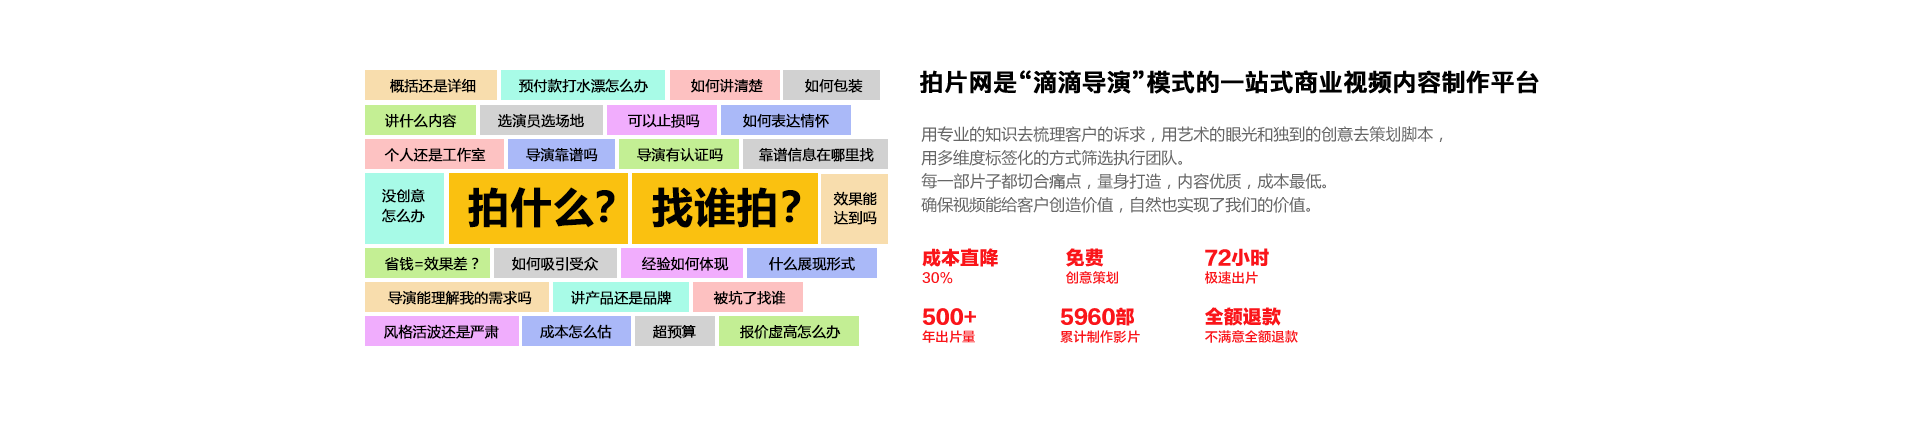 概括还是详细 预付款打水漂怎么办 如何讲清楚 如何包装
讲什么内容 选演员选场地 可以止损吗 如何表达情怀
个人还是工作室 导演靠谱吗 导演有认证吗 靠谱信息在哪里找
没创意
怎么办
拍什么?
找谁拍?
效果能
达到吗
省钱=效果差？ 如何吸引受众 经验如何体现 什么展现形式
导演能理解我的需求吗 讲产品还是品牌 被坑了找谁
风格活波还是严肃 成本怎么估 超预算 报价虚高怎么办
拍片网是“滴滴导演”模式的一站式商业视频内容制作平台
用专业的知识去梳理客户的诉求，用艺术的眼光和独到的创意去策划脚本，
用多维度标签化的方式筛选执行团队。
每一部片子都切合痛点，量身打造，内容优质，成本最低。
确保视频能给客户创造价值，自然也实现了我们的价值。
成本直降 免费 72小时
30% 创意策划 极速出片
500+ 5960部 全额退款
年出片量 累计制作影片 不满意全额退款